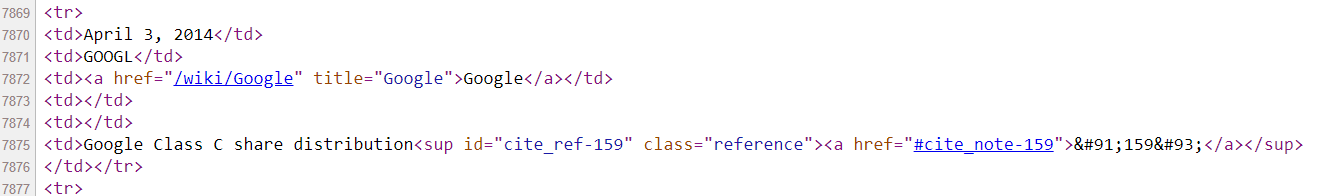 7869 <tr>
7870 <td>April 3, 2014</td>
7871 <td>GOOGL</td>
7872 <td><a href="/wiki/Google" title="Google">Google</a></td>
7873 <td></td>
7874 <td></td>
7875 <td>Google Class C share distribution<sup id="cite_ref-159" class="reference"><a href="#cite_note-159">&#91;159&#93;</a></sup>
7876 </td></tr>
7877 <tr>